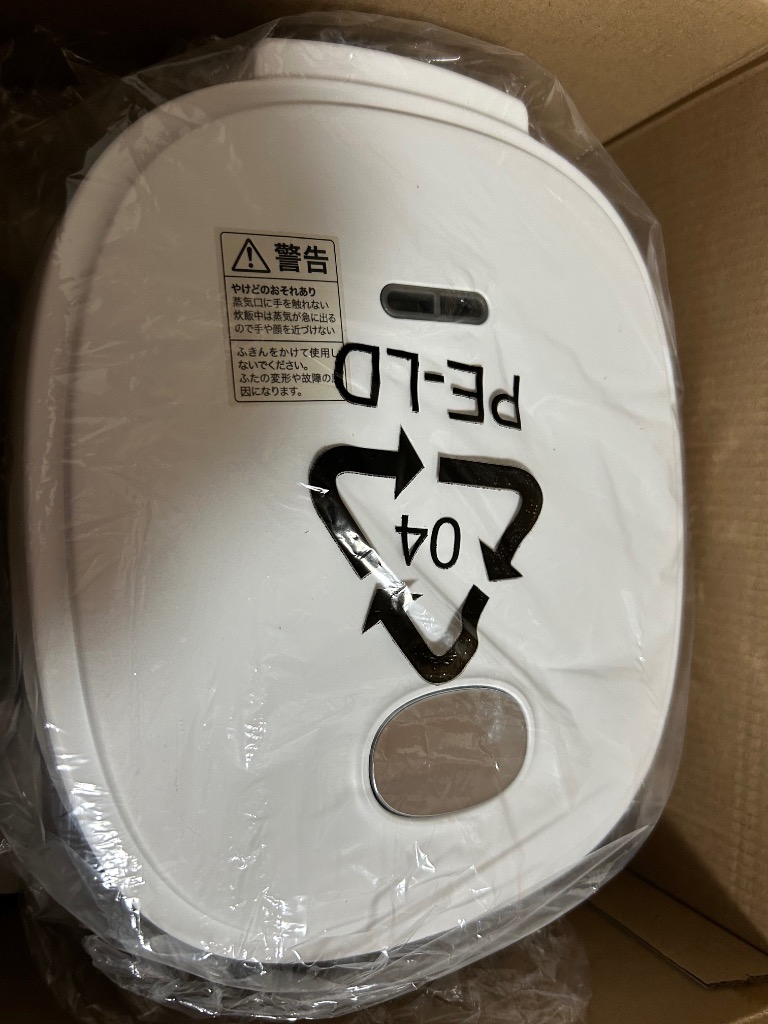 警告
やけどのおそれあり
蒸気口に手を触れない
炊飯中は蒸気が急に出る
ので手や顔を近づけない
ふきんをかけて使用し
ないでください。
ふたの変形や故障の原
因になります。
PE-LD
04